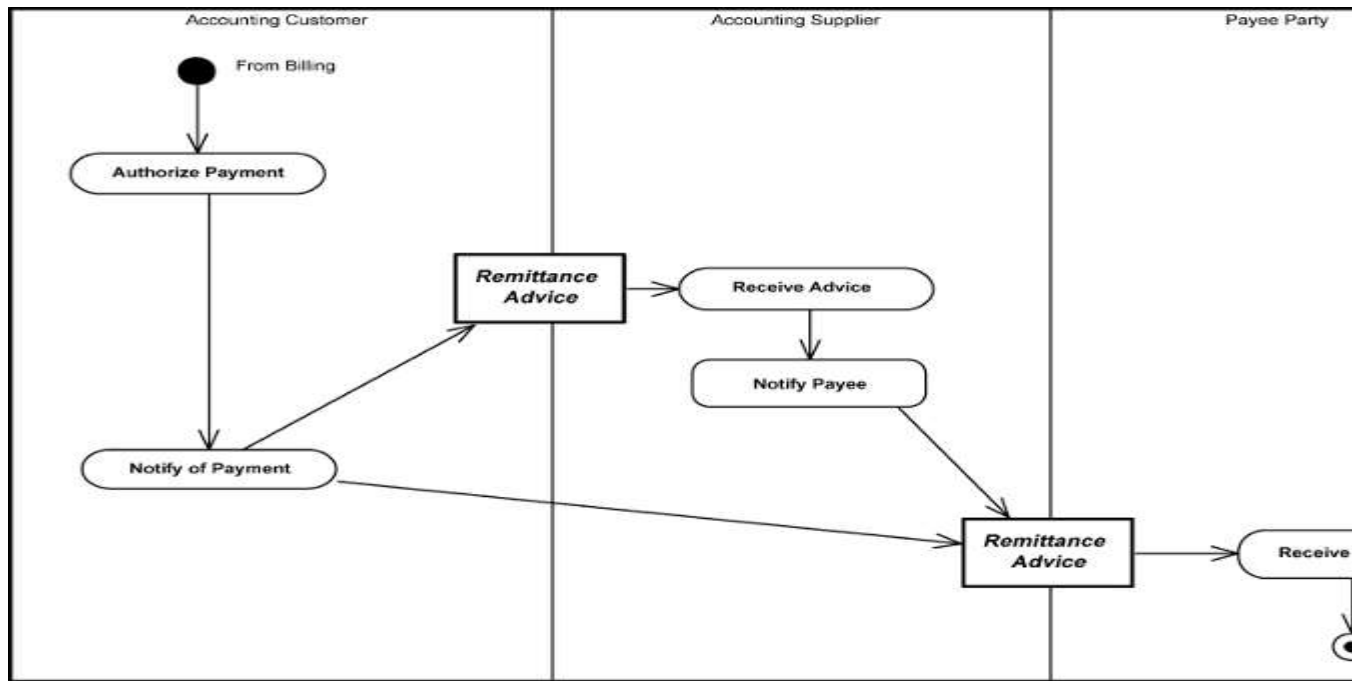 Accounting Customer
Accounting Supplier
Payee Party
From Billing
Authorize Payment
Remittance
Advice
Receive Advice
Notify Payee
Notify of Payment
Remittance
Advice
Receive